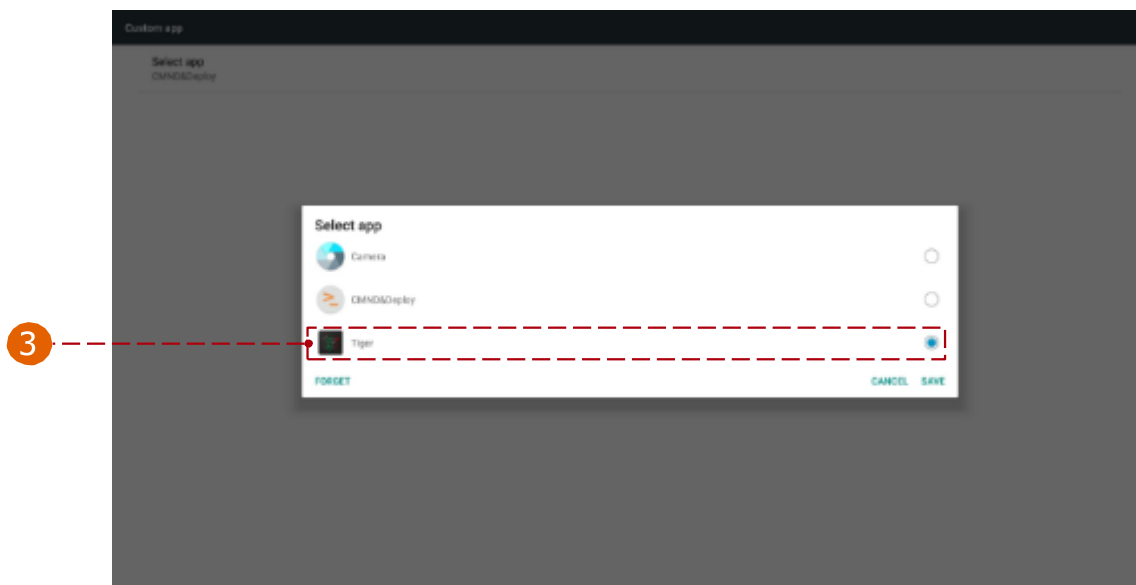 Custom app
Select app
CMND&Deploy
Select app
Camera
CMND&Deploy
3
Tiger
FORGET
CANCEL
SAVE